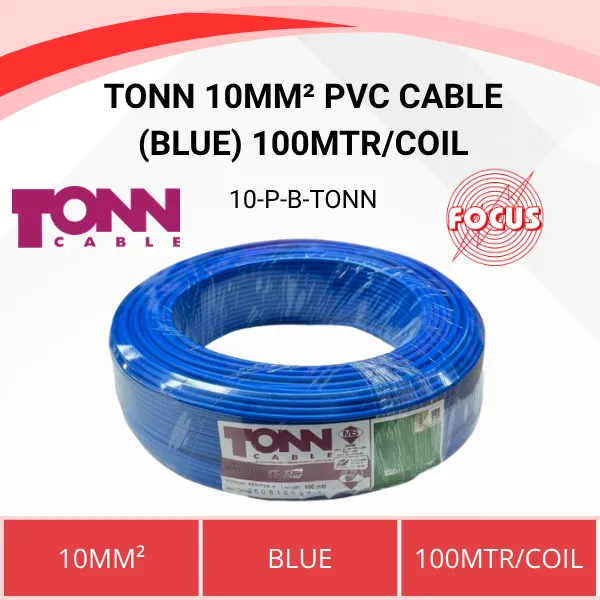 TONN 10MM² PVC CABLE
(BLUE) 100MTR/COIL
10-P-B-TONN
TONN
CABLE
FOCUS
TONN
CABLE
10MM²
BLUE
100MTR/COIL